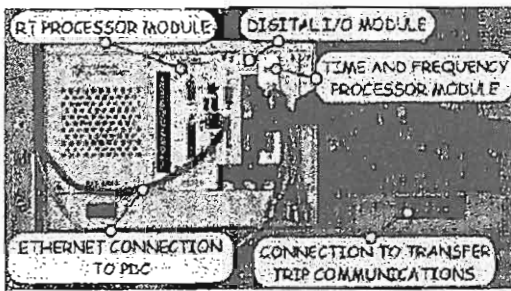 RT PROCESSOR MODULE
DIGITAL I/O MODULE
TIME AND FREQUENCY
PROCESSOR MODULE
ETHERNET CONNECTION
TO PDC
CONNECTION TO TRANSFER
TRIP COMMUNICATIONS